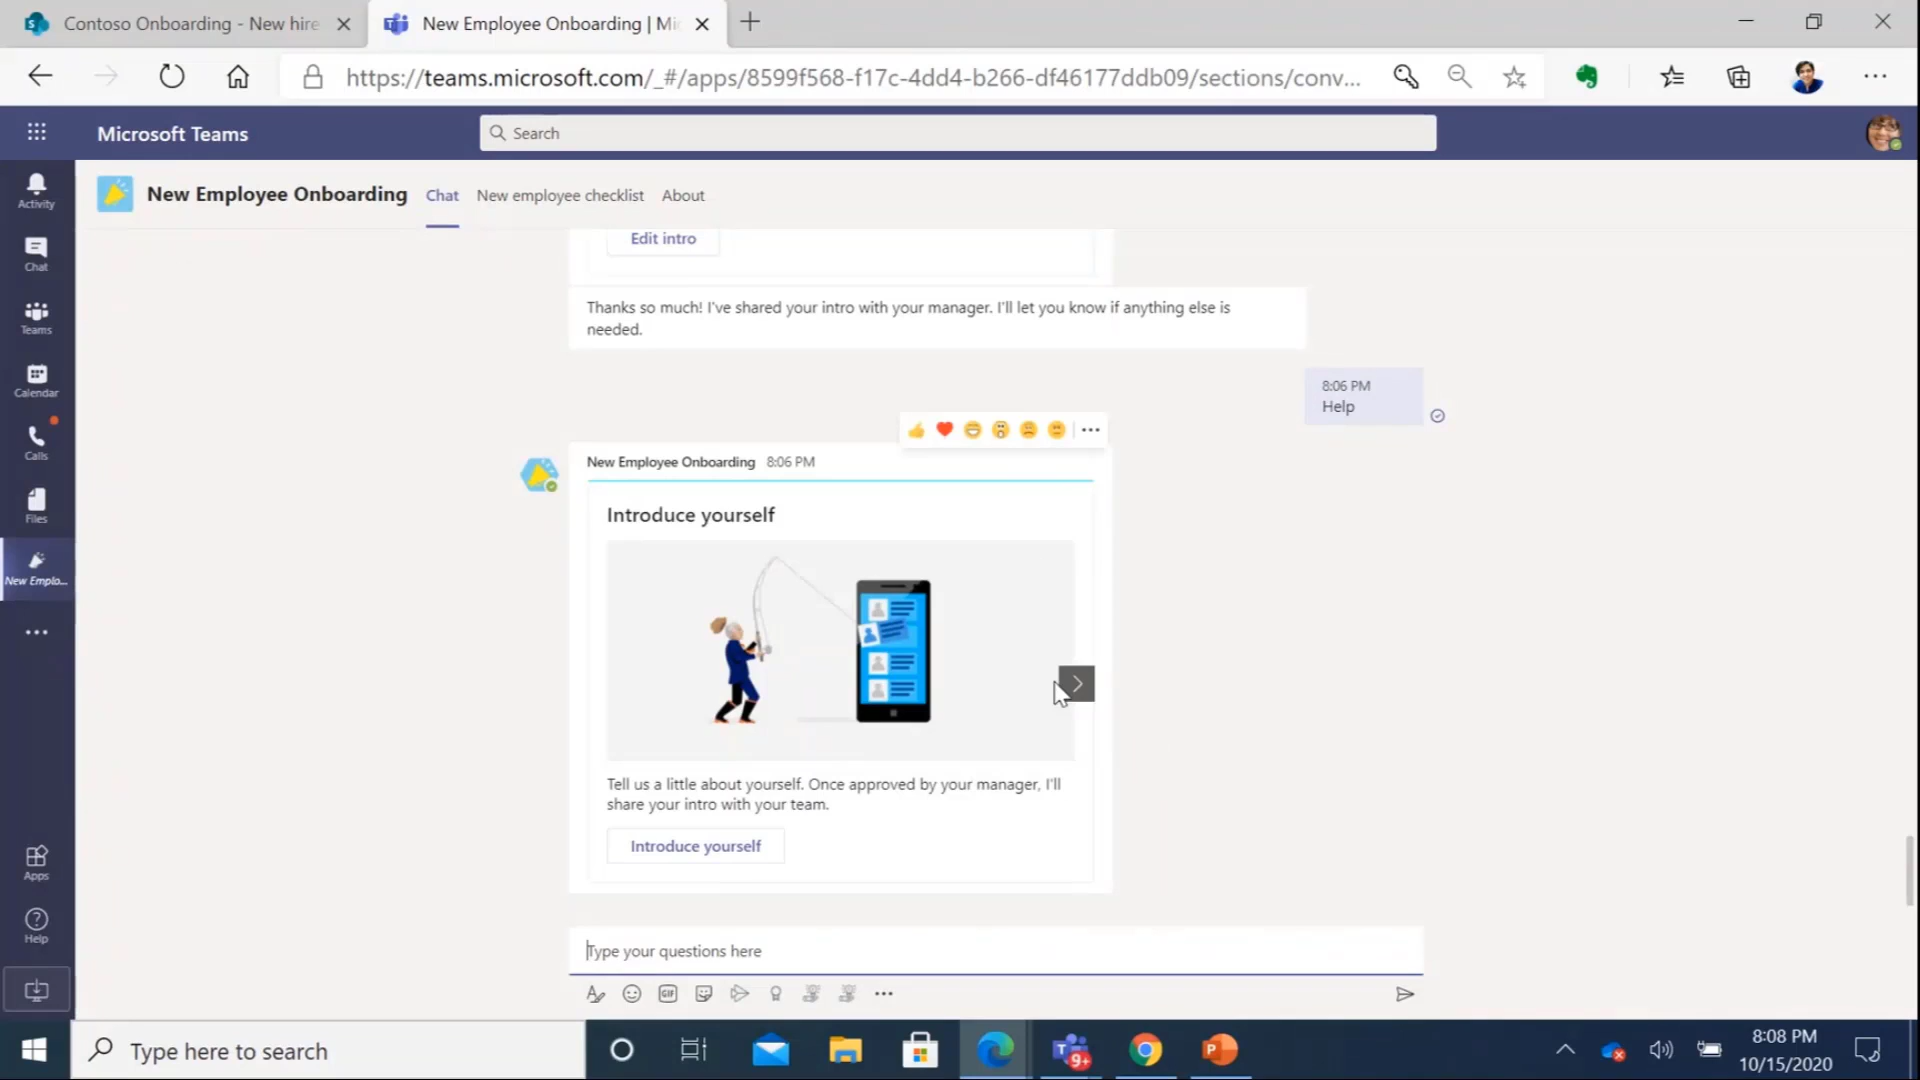 Contoso Onboarding - New hire
New Employee Onboarding | Mi
https://teams.microsoft.com/_#/apps/8599f568-f17c-4dd4-b266-df46177ddb09/sections/conv...
Microsoft Teams
Search
New Employee Onboarding
Chat
New employee checklist
About
Activity
Chat
Teams
Calendar
Calls
Files
New Emplo...
Apps
Help
Edit intro
Thanks so much! I've shared your intro with your manager. I'll let you know if anything else is
needed.
8:06 PM
Help
New Employee Onboarding 8:06 PM
Introduce yourself
Tell us a little about yourself. Once approved by your manager, I'll
share your intro with your team.
Introduce yourself
Type your questions here
GIF
Type here to search
9+
8:08 PM
10/15/2020